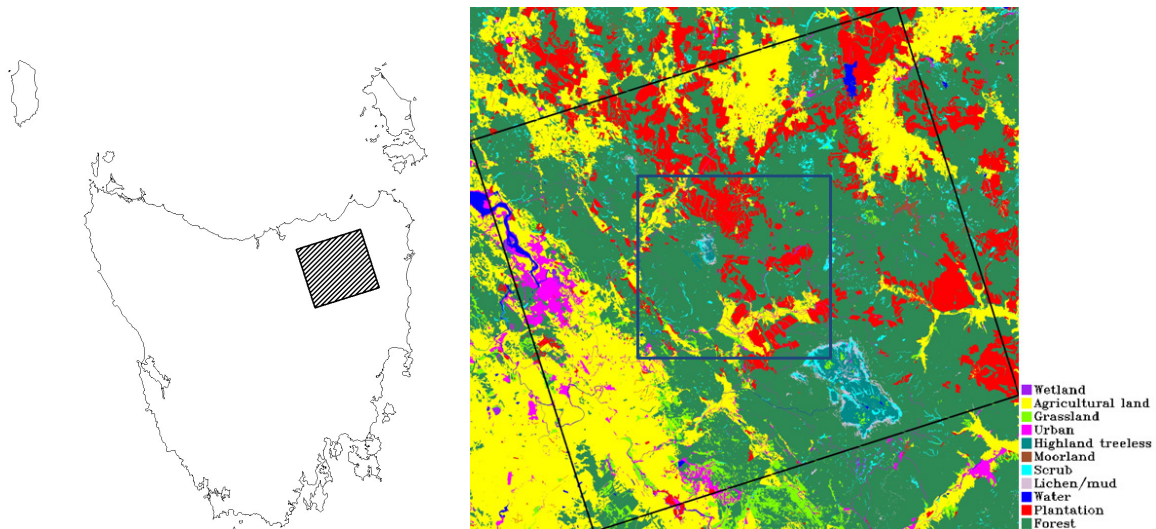 Wetland
Agricultural land
Grassland
Urban
Highland treeless
Moorland
Scrub
Lichen/mud
Water
Plantation
Forest